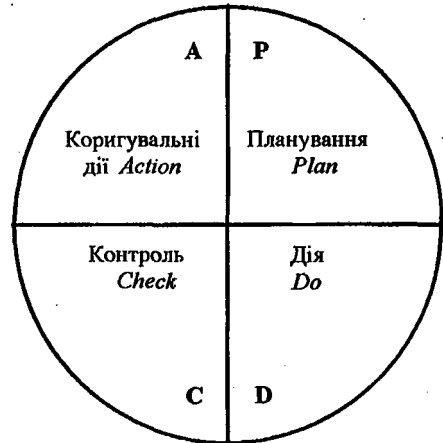 А Р
Коригувальні
дії Action
Планування
Plan
Контроль
Check
Дія
Do
C D